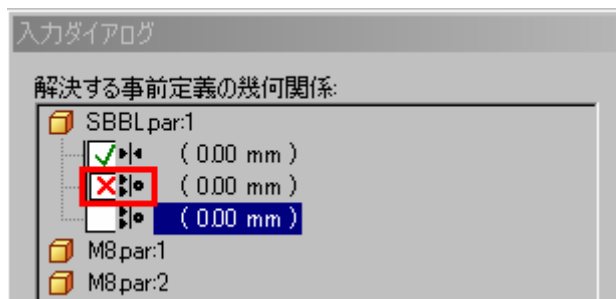 入力ダイアログ
解決する事前定義の幾何関係:
SBBL.par:1
( 0.00 mm )
( 0.00 mm )
( 0.00 mm )
M8.par:1
M8.par:2